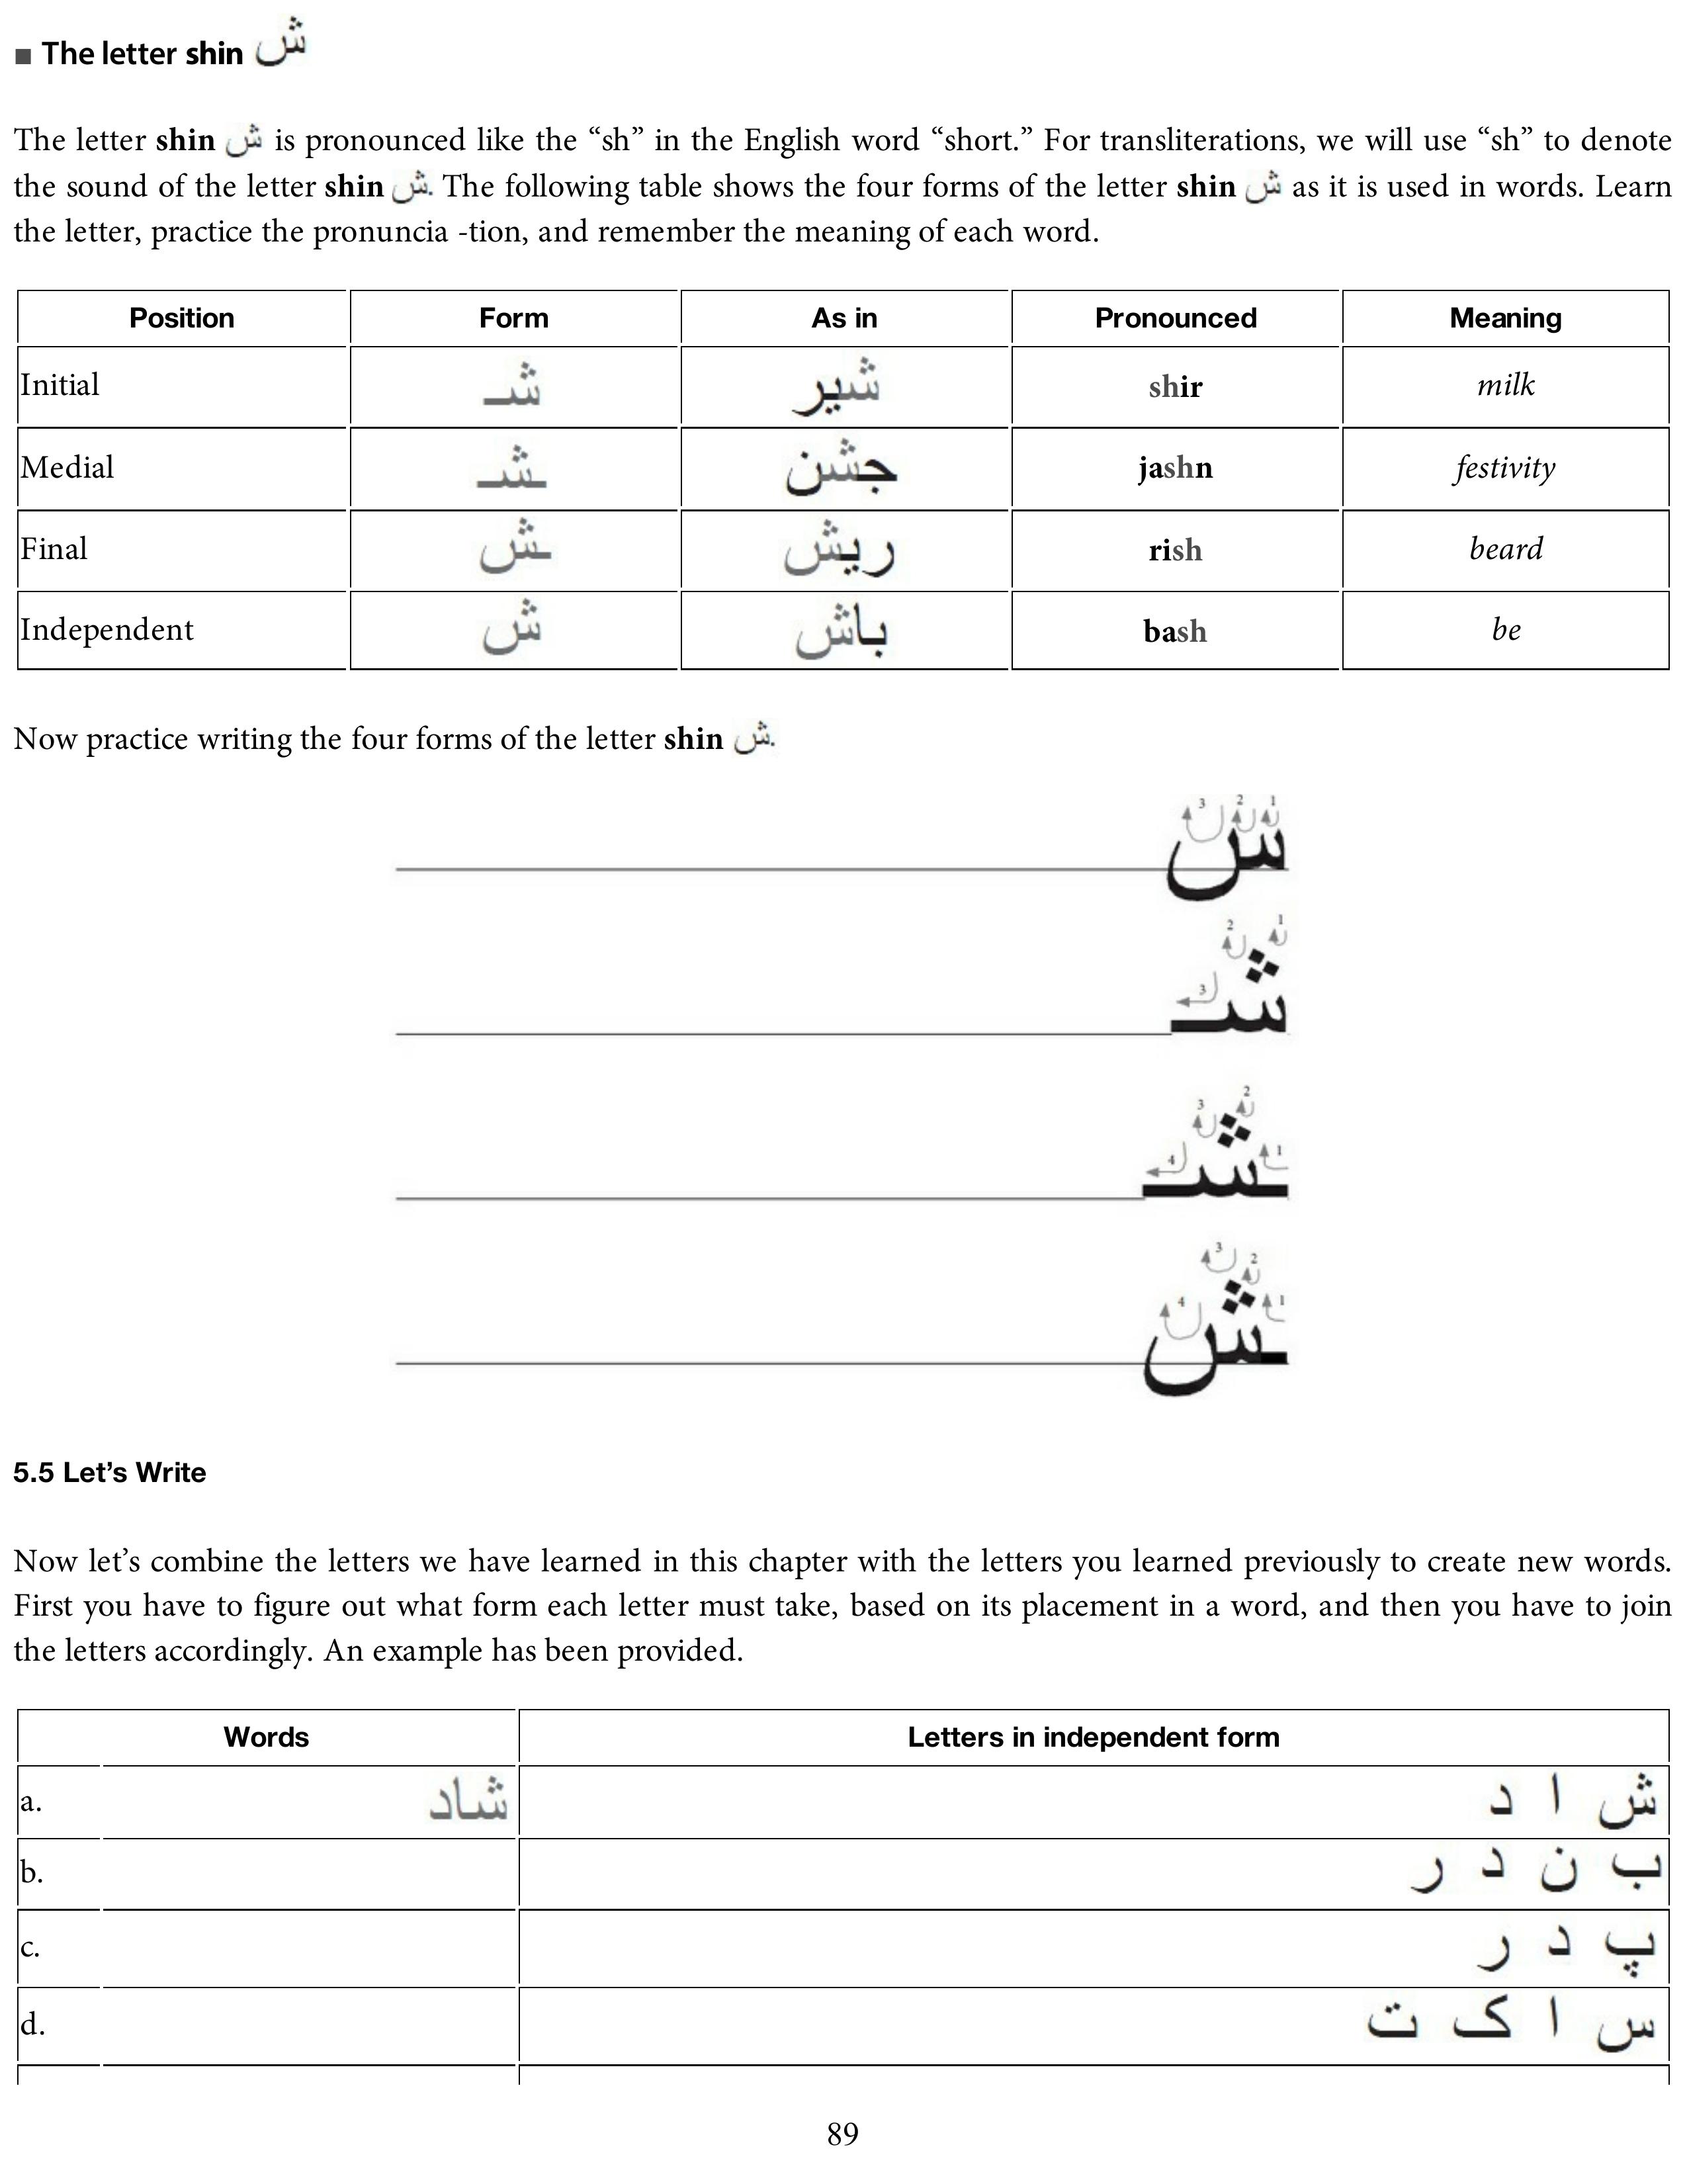 ■ The letter shin ش
The letter shin ش is pronounced like the “sh” in the English word “short.” For transliterations, we will use “sh” to denote
the sound of the letter shin ش. The following table shows the four forms of the letter shin ش as it is used in words. Learn
the letter, practice the pronuncia -tion, and remember the meaning of each word.
Position Form As in Pronounced Meaning
Initial شـ شیر shir milk
Medial ـشـ جشن jashn festivity
Final ـش ریش rish beard
Independent ش باش bash be
Now practice writing the four forms of the letter shin ش.
1 2 3
س
1 2 3
شـ
1 2 3 4
ـشـ
1 2 3 4
ـش
5.5 Let’s Write
Now let’s combine the letters we have learned in this chapter with the letters you learned previously to create new words.
First you have to figure out what form each letter must take, based on its placement in a word, and then you have to join
the letters accordingly. An example has been provided.
Words Letters in independent form
a. شاد ش ا د
b. ب ن د ر
c. پ د ر
d. س ا ک ت
89